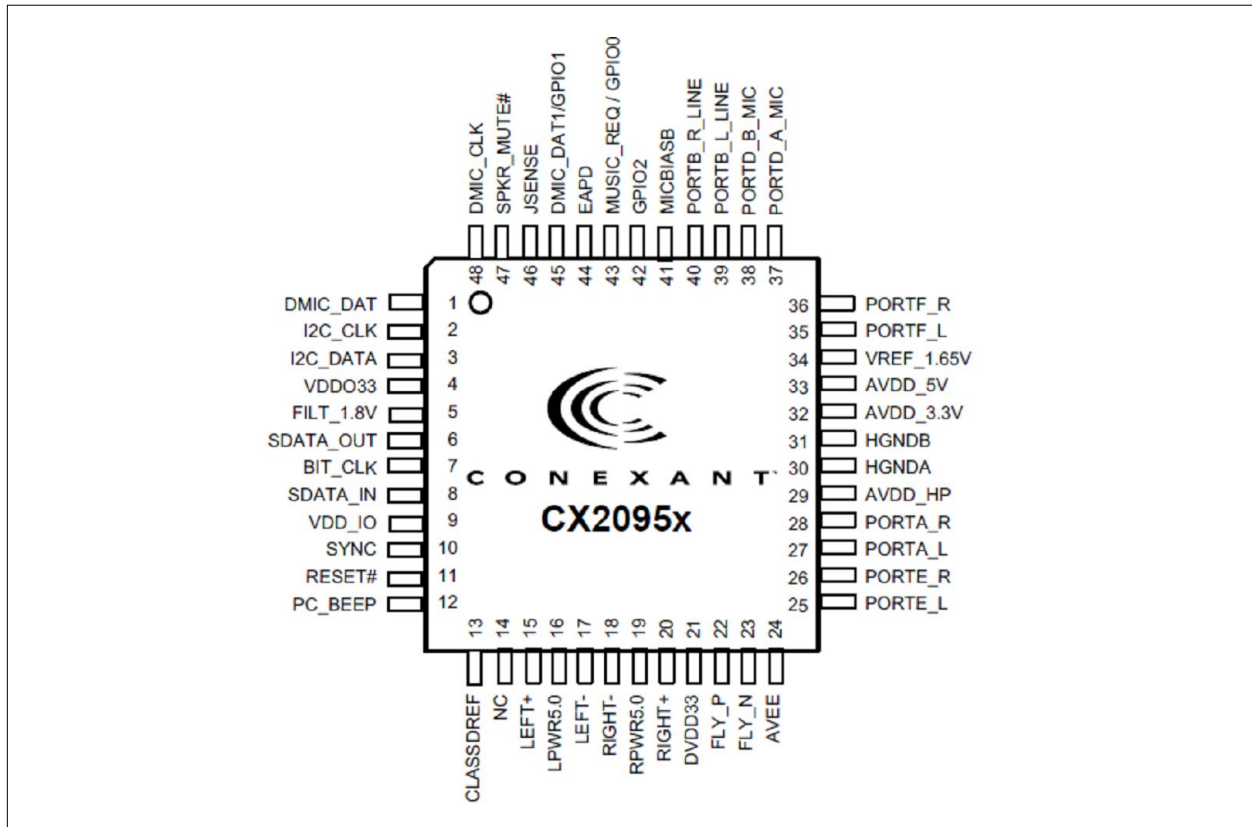 DMIC_CLK
SPKR_MUTE#
JSENSE
DMIC_DAT1/GPIO1
EAPD
MUSIC_REQ / GPIO0
GPIO2
MICBIASB
PORTB_R_LINE
PORTB_L_LINE
PORTD_B_MIC
PORTD_A_MIC
48 47 46 45 44 43 42 41 40 39 38 37
DMIC_DAT 1
I2C_CLK 2
I2C_DATA 3
VDDO33 4
FILT_1.8V 5
SDATA_OUT 6
BIT_CLK 7
SDATA_IN 8
VDD_IO 9
SYNC 10
RESET# 11
PC_BEEP 12
CONEXANT
CX2095x
36 PORTF_R
35 PORTF_L
34 VREF_1.65V
33 AVDD_5V
32 AVDD_3.3V
31 HGNDB
30 HGNDA
29 AVDD_HP
28 PORTA_R
27 PORTA_L
26 PORTE_R
25 PORTE_L
13 14 15 16 17 18 19 20 21 22 23 24
CLASSDREF
NC
LEFT+
LPWR5.0
LEFT-
RIGHT-
RPWR5.0
RIGHT+
DVDD33
FLY_P
FLY_N
AVEE